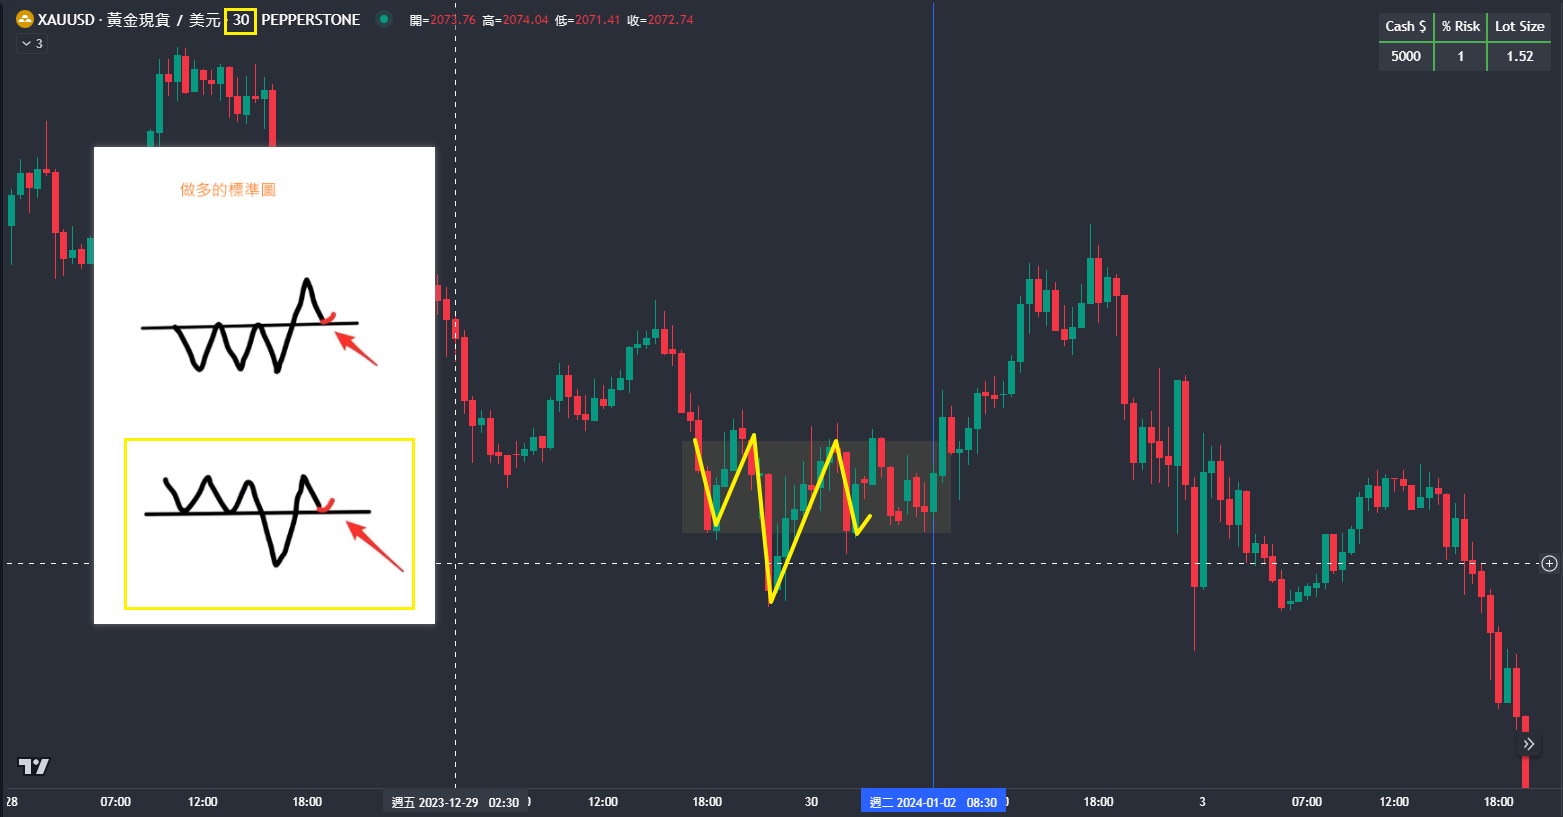 XAUUSD · 黃金現貨 / 美元 · 30 PEPPERSTONE 開=2073.76 高=2074.04 低=2071.41 收=2072.74
3
Cash $ % Risk Lot Size
5000 1 1.52
做多的標準圖
28 07:00 12:00 18:00 週五 2023-12-29 02:30 12:00 18:00 30 週二 2024-01-02 08:30 18:00 3 07:00 12:00 18:00